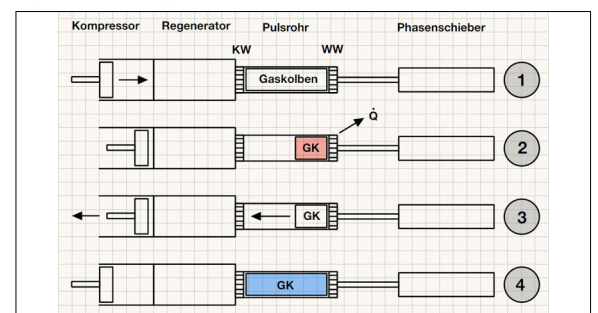 Kompressor Regenerator Pulsrohr Phasenschieber
KW WW
Gaskolben
1
Q̇
GK
2
GK
3
GK
4